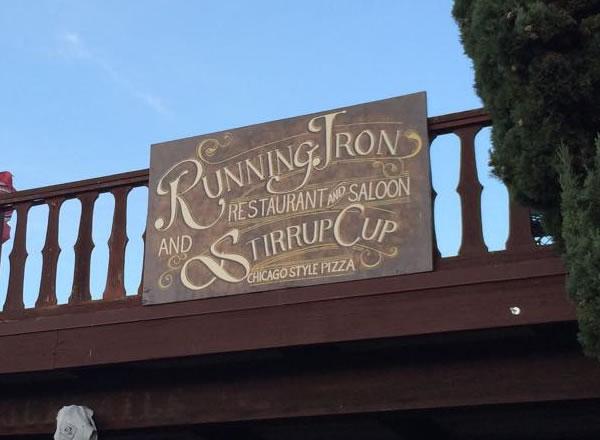 RUNNING IRON
RESTAURANT AND SALOON
AND STIRRUP CUP
CHICAGO STYLE PIZZA